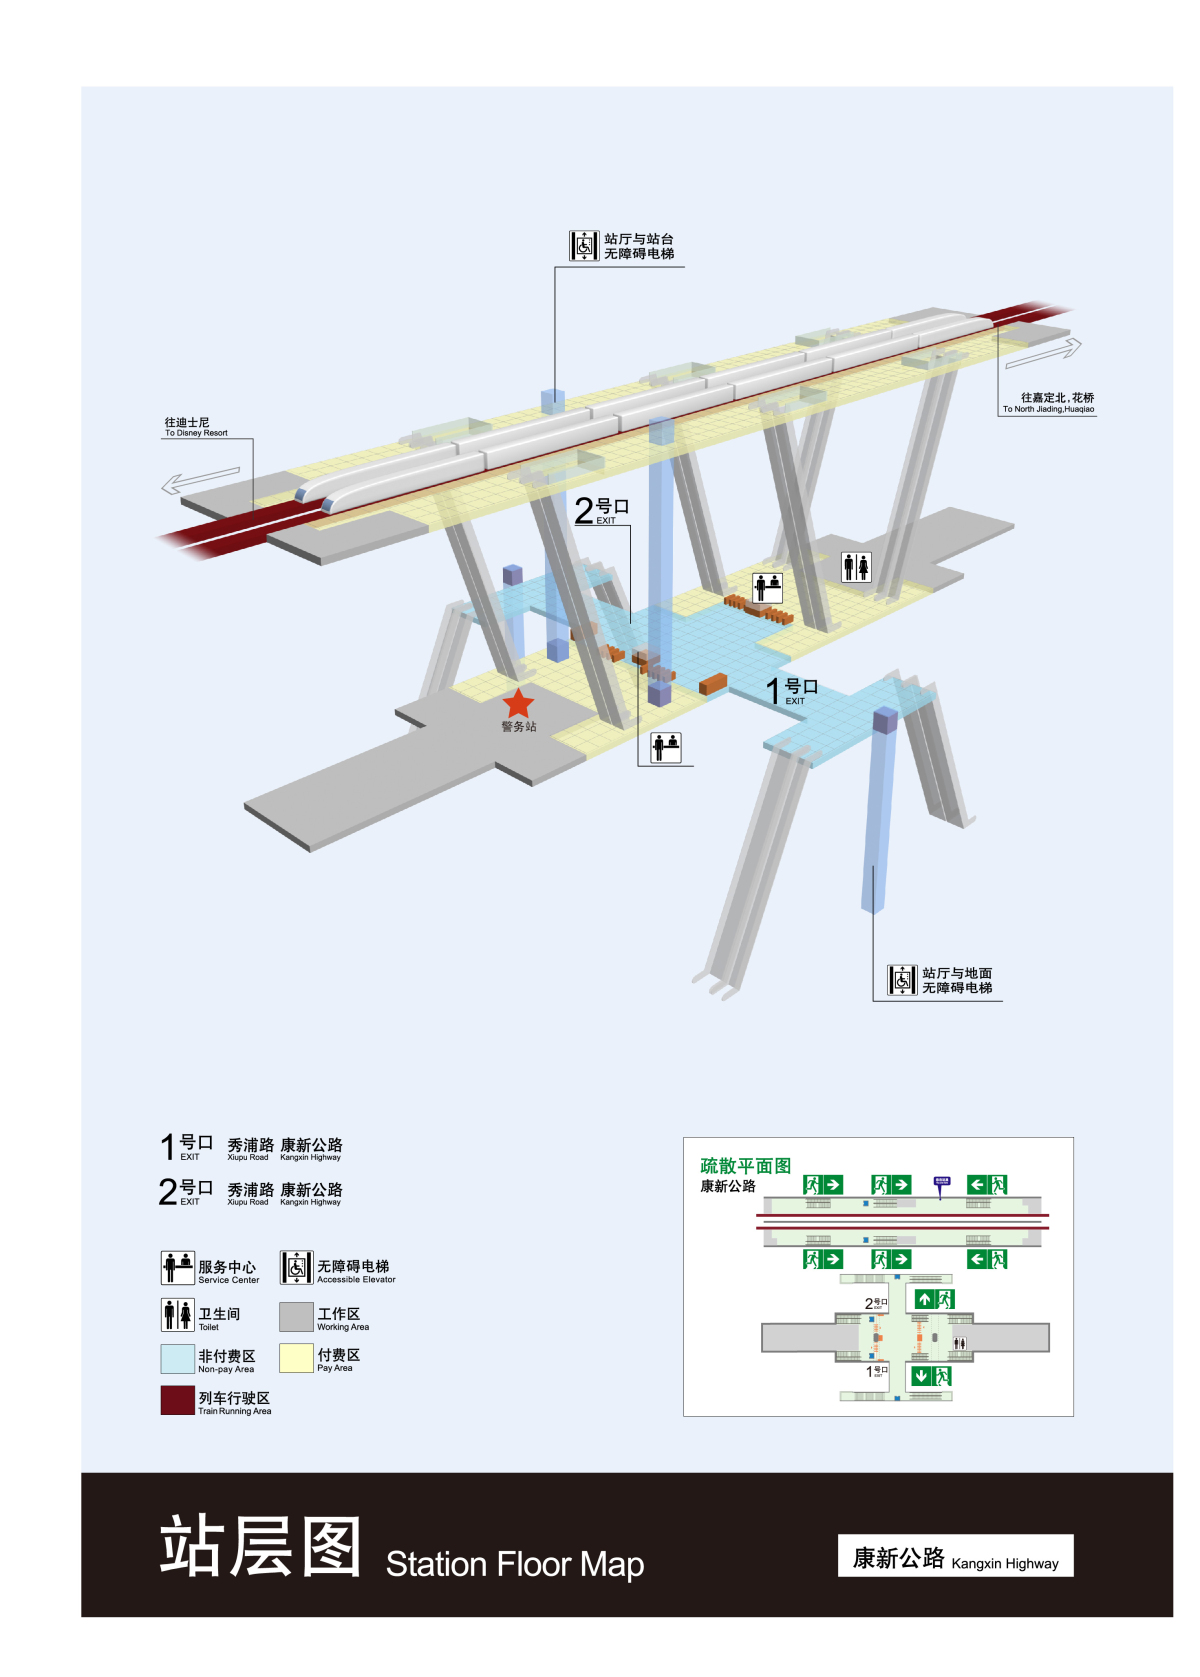 站厅与站台
无障碍电梯
往嘉定北,花桥
To North Jiading,Huaqiao
往迪士尼
To Disney Resort
2号口
EXIT
1号口
EXIT
警务站
站厅与地面
无障碍电梯
1号口 秀浦路 康新公路
EXIT Xiupu Road Kangxin Highway
2号口 秀浦路 康新公路
EXIT Xiupu Road Kangxin Highway
服务中心
Service Center
无障碍电梯
Accessible Elevator
卫生间
Toilet
工作区
Working Area
非付费区
Non-pay Area
付费区
Pay Area
列车行驶区
Train Running Area
疏散平面图
康新公路
2号口
EXIT
1号口
EXIT
站层图 Station Floor Map
康新公路 Kangxin Highway